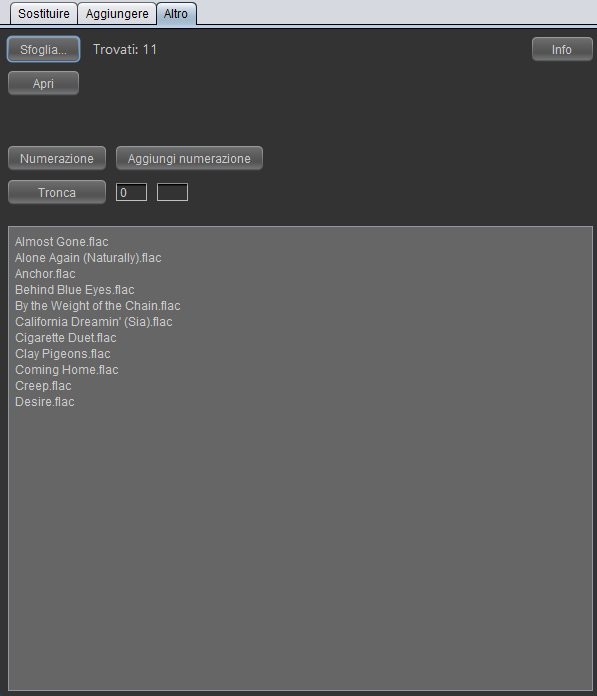 Sostituire Aggiungere Altro
Sfoglia... Trovati: 11 Info
Apri
Numerazione Aggiungi numerazione
Tronca 0
Almost Gone.flac
Alone Again (Naturally).flac
Anchor.flac
Behind Blue Eyes.flac
By the Weight of the Chain.flac
California Dreamin' (Sia).flac
Cigarette Duet.flac
Clay Pigeons.flac
Coming Home.flac
Creep.flac
Desire.flac